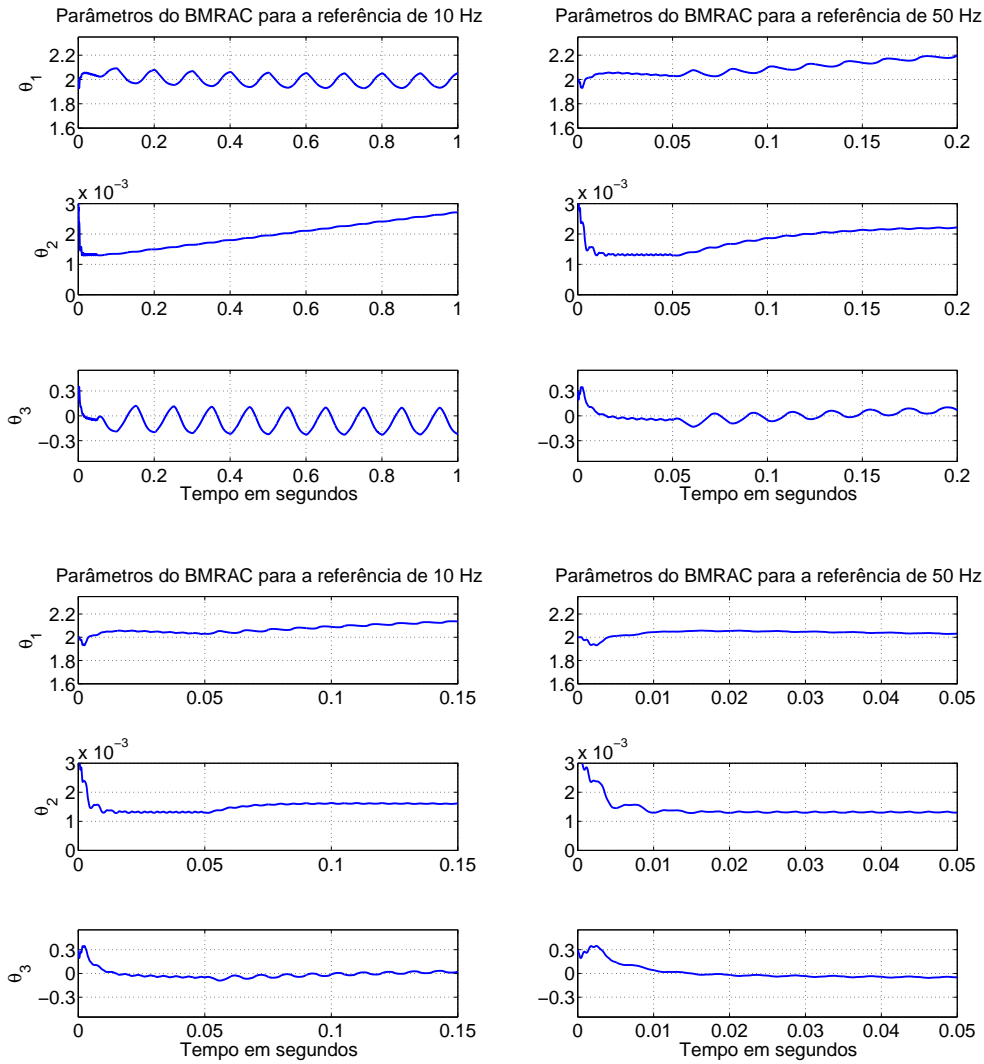 Parâmetros do BMRAC para a referência de 10 Hz
2.2
2
1.8
1.6
θ1
0 0.2 0.4 0.6 0.8 1
x 10−3
3
2
1
0
θ2
0 0.2 0.4 0.6 0.8 1
0.3
0
−0.3
θ3
0 0.2 0.4 0.6 0.8 1
Tempo em segundos
Parâmetros do BMRAC para a referência de 50 Hz
2.2
2
1.8
1.6
0 0.05 0.1 0.15 0.2
x 10−3
3
2
1
0
0 0.05 0.1 0.15 0.2
0.3
0
−0.3
0 0.05 0.1 0.15 0.2
Tempo em segundos
Parâmetros do BMRAC para a referência de 10 Hz
2.2
2
1.8
1.6
θ1
0 0.05 0.1 0.15
x 10−3
3
2
1
0
θ2
0 0.05 0.1 0.15
0.3
0
−0.3
θ3
0 0.05 0.1 0.15
Tempo em segundos
Parâmetros do BMRAC para a referência de 50 Hz
2.2
2
1.8
1.6
0 0.01 0.02 0.03 0.04 0.05
x 10−3
3
2
1
0
0 0.01 0.02 0.03 0.04 0.05
0.3
0
−0.3
0 0.01 0.02 0.03 0.04 0.05
Tempo em segundos